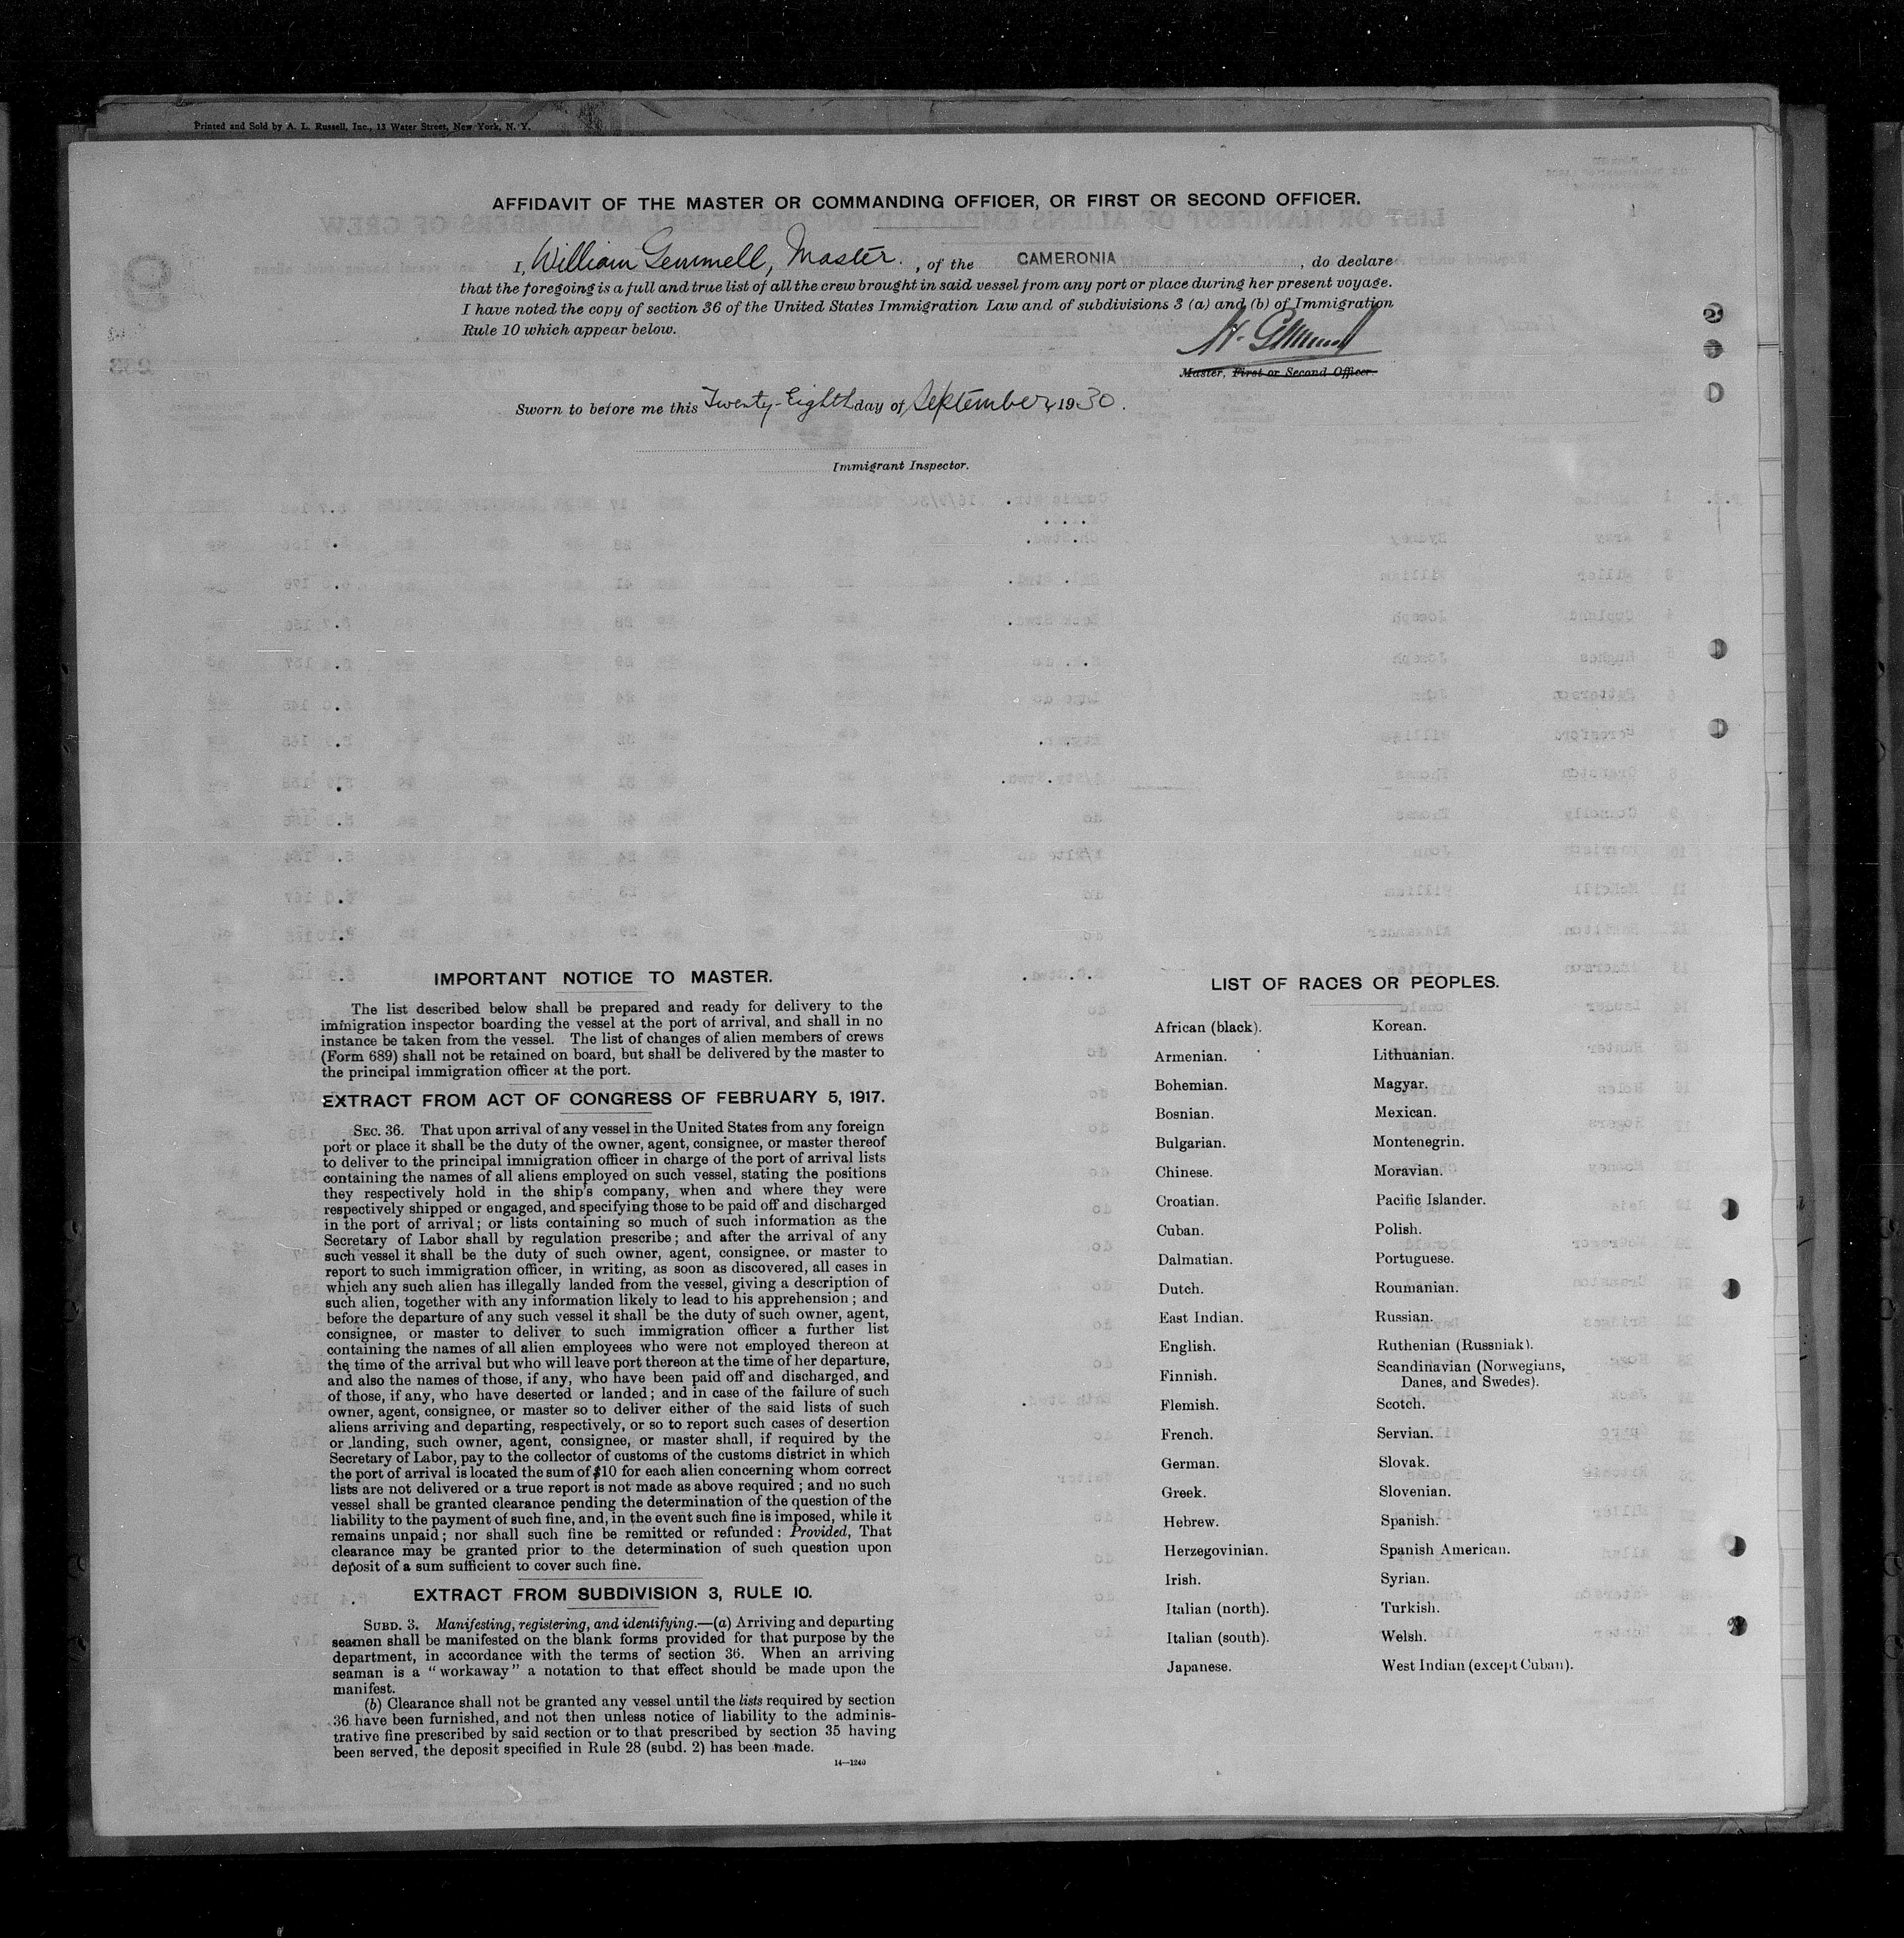 Printed and Sold by A. L. Russell, Inc., 13 Water Street, New York, N. Y.
AFFIDAVIT OF THE MASTER OR COMMANDING OFFICER, OR FIRST OR SECOND OFFICER.
I, William Gemmell, Master. , of the CAMERONIA , do declare
that the foregoing is a full and true list of all the crew brought in said vessel from any port or place during her present voyage.
I have noted the copy of section 36 of the United States Immigration Law and of subdivisions 3 (a) and (b) of Immigration
Rule 10 which appear below.
W. Gemmell
Master, First or Second Officer.
Sworn to before me this Twenty-Eighth day of September, 1930.
Immigrant Inspector.
IMPORTANT NOTICE TO MASTER.
The list described below shall be prepared and ready for delivery to the
immigration inspector boarding the vessel at the port of arrival, and shall in no
instance be taken from the vessel. The list of changes of alien members of crews
(Form 689) shall not be retained on board, but shall be delivered by the master to
the principal immigration officer at the port.
EXTRACT FROM ACT OF CONGRESS OF FEBRUARY 5, 1917.
SEC. 36. That upon arrival of any vessel in the United States from any foreign
port or place it shall be the duty of the owner, agent, consignee, or master thereof
to deliver to the principal immigration officer in charge of the port of arrival lists
containing the names of all aliens employed on such vessel, stating the positions
they respectively hold in the ship's company, when and where they were
respectively shipped or engaged, and specifying those to be paid off and discharged
in the port of arrival; or lists containing so much of such information as the
Secretary of Labor shall by regulation prescribe; and after the arrival of any
such vessel it shall be the duty of such owner, agent, consignee, or master to
report to such immigration officer, in writing, as soon as discovered, all cases in
which any such alien has illegally landed from the vessel, giving a description of
such alien, together with any information likely to lead to his apprehension; and
before the departure of any such vessel it shall be the duty of such owner, agent,
consignee, or master to deliver to such immigration officer a further list
containing the names of all alien employees who were not employed thereon at
the time of the arrival but who will leave port thereon at the time of her departure,
and also the names of those, if any, who have been paid off and discharged, and
of those, if any, who have deserted or landed; and in case of the failure of such
owner, agent, consignee, or master so to deliver either of the said lists of such
aliens arriving and departing, respectively, or so to report such cases of desertion
or landing, such owner, agent, consignee, or master shall, if required by the
Secretary of Labor, pay to the collector of customs of the customs district in which
the port of arrival is located the sum of $10 for each alien concerning whom correct
lists are not delivered or a true report is not made as above required; and no such
vessel shall be granted clearance pending the determination of the question of the
liability to the payment of such fine, and, in the event such fine is imposed, while it
remains unpaid; nor shall such fine be remitted or refunded: Provided, That
clearance may be granted prior to the determination of such question upon
deposit of a sum sufficient to cover such fine.
EXTRACT FROM SUBDIVISION 3, RULE 10.
SUBD. 3. Manifesting, registering, and identifying.—(a) Arriving and departing
seamen shall be manifested on the blank forms provided for that purpose by the
department, in accordance with the terms of section 36. When an arriving
seaman is a "workaway" a notation to that effect should be made upon the
manifest.
(b) Clearance shall not be granted any vessel until the lists required by section
36 have been furnished, and not then unless notice of liability to the adminis-
trative fine prescribed by said section or to that prescribed by section 35 having
been served, the deposit specified in Rule 28 (subd. 2) has been made.
14—1240
LIST OF RACES OR PEOPLES.
African (black).
Armenian.
Bohemian.
Bosnian.
Bulgarian.
Chinese.
Croatian.
Cuban.
Dalmatian.
Dutch.
East Indian.
English.
Finnish.
Flemish.
French.
German.
Greek.
Hebrew.
Herzegovinian.
Irish.
Italian (north).
Italian (south).
Japanese.
Korean.
Lithuanian.
Magyar.
Mexican.
Montenegrin.
Moravian.
Pacific Islander.
Polish.
Portuguese.
Roumanian.
Russian.
Ruthenian (Russniak).
Scandinavian (Norwegians,
Danes, and Swedes).
Scotch.
Servian.
Slovak.
Slovenian.
Spanish.
Spanish American.
Syrian.
Turkish.
Welsh.
West Indian (except Cuban).